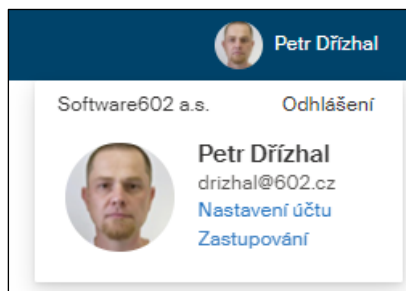 Petr Dřízhal
Software602 a.s. Odhlášení
Petr Dřízhal
drizhal@602.cz
Nastavení účtu
Zastupování